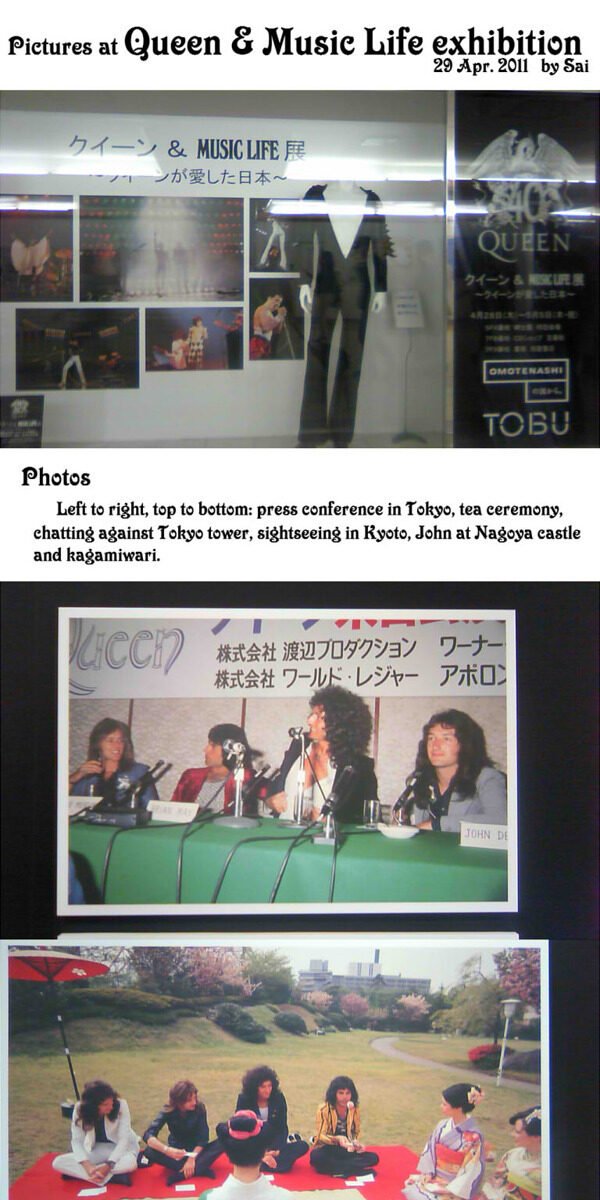 Pictures at Queen & Music Life exhibition
29 Apr. 2011 by Sai
クイーン & MUSIC LIFE 展
～クイーンが愛した日本～
QUEEN
クイーン & MUSIC LIFE 展
～クイーンが愛した日本～
OMOTENASHI
の国から。
TOBU
Photos
Left to right, top to bottom: press conference in Tokyo, tea ceremony,
chatting against Tokyo tower, sightseeing in Kyoto, John at Nagoya castle
and kagamiwari.
Queen
株式会社 渡辺プロダクション ワーナー
株式会社 ワールド・レジャー アポロン
JOHN DE